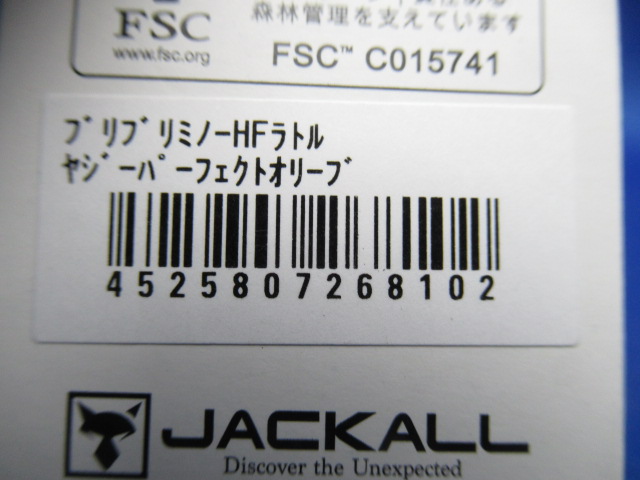 FSC
www.fsc.org
森林管理を支えています
FSC™ C015741
ﾌﾞﾘﾌﾞﾘﾐﾉｰHFﾗﾄﾙ
ﾔｼﾞｰﾊﾟｰﾌｪｸﾄｵﾘｰﾌﾞ
4525807268102
JACKALL
Discover the Unexpected